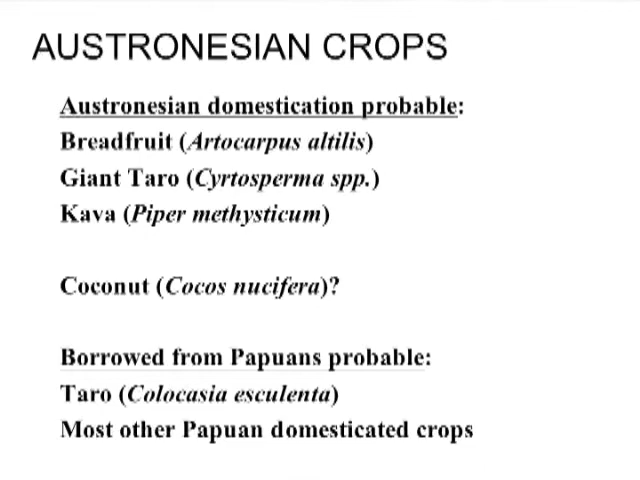 AUSTRONESIAN CROPS
Austronesian domestication probable:
Breadfruit (Artocarpus altilis)
Giant Taro (Cyrtosperma spp.)
Kava (Piper methysticum)
Coconut (Cocos nucifera)?
Borrowed from Papuans probable:
Taro (Colocasia esculenta)
Most other Papuan domesticated crops